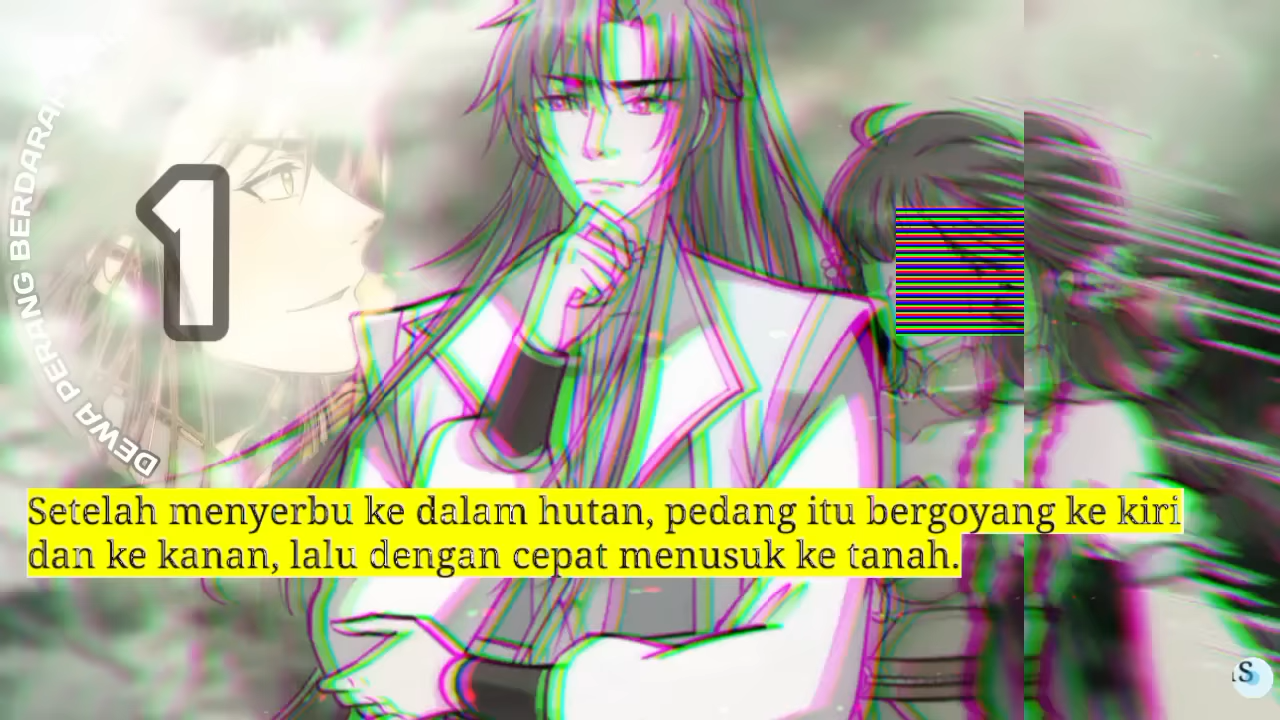 DEWA PERANG BERDARAH
1
Setelah menyerbu ke dalam hutan, pedang itu bergoyang ke kiri
dan ke kanan, lalu dengan cepat menusuk ke tanah.